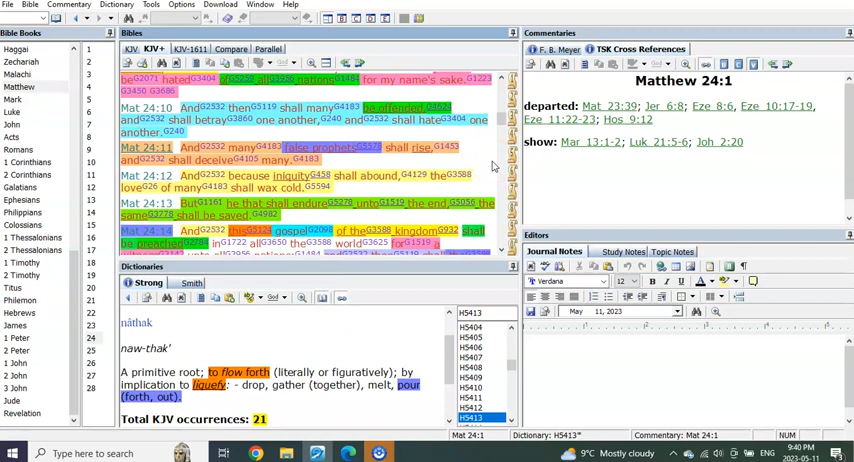 File Bible Commentary Dictionary Tools View Options Download Window Help
B C D E
Bible Books
Haggai
Zechariah
Malachi
Matthew
Mark
Luke
John
Acts
Romans
1 Corinthians
2 Corinthians
Galatians
Ephesians
Philippians
Colossians
1 Thessalonians
2 Thessalonians
1 Timothy
2 Timothy
Titus
Philemon
Hebrews
James
1 Peter
2 Peter
1 John
2 John
3 John
Jude
Revelation
1
2
3
4
5
6
7
8
9
10
11
12
13
14
15
16
17
18
19
20
21
22
23
24
25
26
27
28
Bibles
KJV KJV+ KJV-1611 Compare Parallel
be G2071 hated G3404 of G5259 all G3956 nations G1484 for my name's sake. G1223
G3450 G3686
Mat 24:10 And G2532 then G5119 shall many G4183 be offended, G4624
and G2532 shall betray G3860 one another, G240 and G2532 shall hate G3404 one
another. G240
Mat 24:11 And G2532 many G4183 false prophets G5578 shall rise, G1453
and G2532 shall deceive G4105 many. G4183
Mat 24:12 And G2532 because iniquity G458 shall abound, G4129 the G3588
love G26 of many G4183 shall wax cold. G5594
Mat 24:13 But G1161 he that shall endure G5278 unto G1519 the end, G5056 the
same G3778 shall be saved. G4982
Mat 24:14 And G2532 this G5124 gospel G2098 of the G3588 kingdom G932 shall
be preached G2784 in G1722 all G3650 the G3588 world G3625 for G1519 a
Dictionaries
Strong Smith
nâthak
naw-thak'
A primitive root; to flow forth (literally or figuratively); by
implication to liquefy: - drop, gather (together), melt, pour
(forth, out).
Total KJV occurrences: 21
H5413
H5404
H5405
H5406
H5407
H5408
H5409
H5410
H5411
H5412
H5413
Commentaries
F. B. Meyer TSK Cross References
Matthew 24:1
departed: Mat 23:39; Jer 6:8; Eze 8:6, Eze 10:17-19,
Eze 11:22-23; Hos 9:12
show: Mar 13:1-2; Luk 21:5-6; Joh 2:20
Editors
Journal Notes Study Notes Topic Notes
Verdana 12 B I U
May 11, 2023
Mat 24:1 Dictionary: H5413" Commentary: Mat 24:1 NUM
Type here to search
9°C Mostly cloudy ENG 9:40 PM
2023-05-11